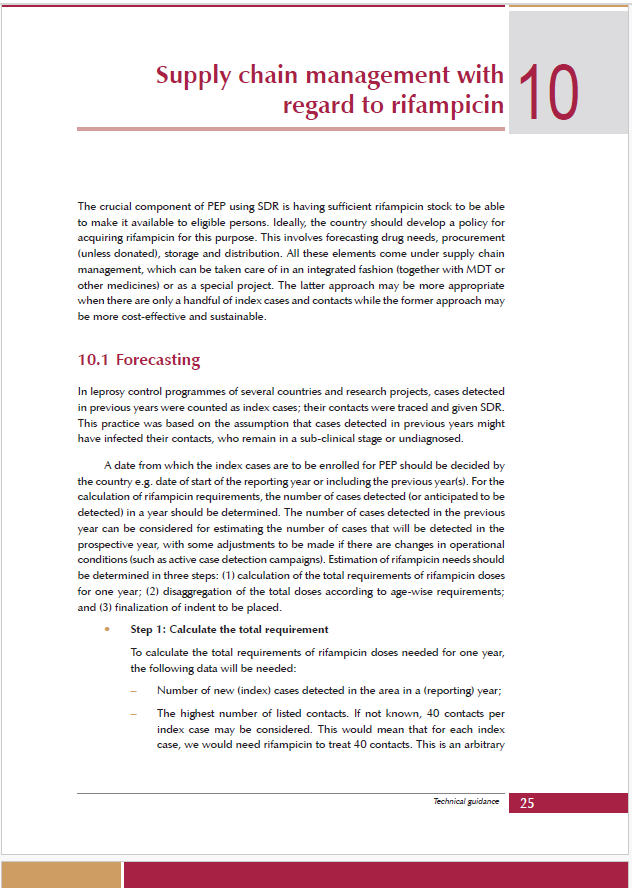 Supply chain management with
regard to rifampicin
10
The crucial component of PEP using SDR is having sufficient rifampicin stock to be able
to make it available to eligible persons. Ideally, the country should develop a policy for
acquiring rifampicin for this purpose. This involves forecasting drug needs, procurement
(unless donated), storage and distribution. All these elements come under supply chain
management, which can be taken care of in an integrated fashion (together with MDT or
other medicines) or as a special project. The latter approach may be more appropriate
when there are only a handful of index cases and contacts while the former approach may
be more cost-effective and sustainable.
10.1 Forecasting
In leprosy control programmes of several countries and research projects, cases detected
in previous years were counted as index cases; their contacts were traced and given SDR.
This practice was based on the assumption that cases detected in previous years might
have infected their contacts, who remain in a sub-clinical stage or undiagnosed.
A date from which the index cases are to be enrolled for PEP should be decided by
the country e.g. date of start of the reporting year or including the previous year(s). For the
calculation of rifampicin requirements, the number of cases detected (or anticipated to be
detected) in a year should be determined. The number of cases detected in the previous
year can be considered for estimating the number of cases that will be detected in the
prospective year, with some adjustments to be made if there are changes in operational
conditions (such as active case detection campaigns). Estimation of rifampicin needs should
be determined in three steps: (1) calculation of the total requirements of rifampicin doses
for one year; (2) disaggregation of the total doses according to age-wise requirements;
and (3) finalization of indent to be placed.
• Step 1: Calculate the total requirement
To calculate the total requirements of rifampicin doses needed for one year,
the following data will be needed:
– Number of new (index) cases detected in the area in a (reporting) year;
– The highest number of listed contacts. If not known, 40 contacts per
index case may be considered. This would mean that for each index
case, we would need rifampicin to treat 40 contacts. This is an arbitrary
Technical guidance 25